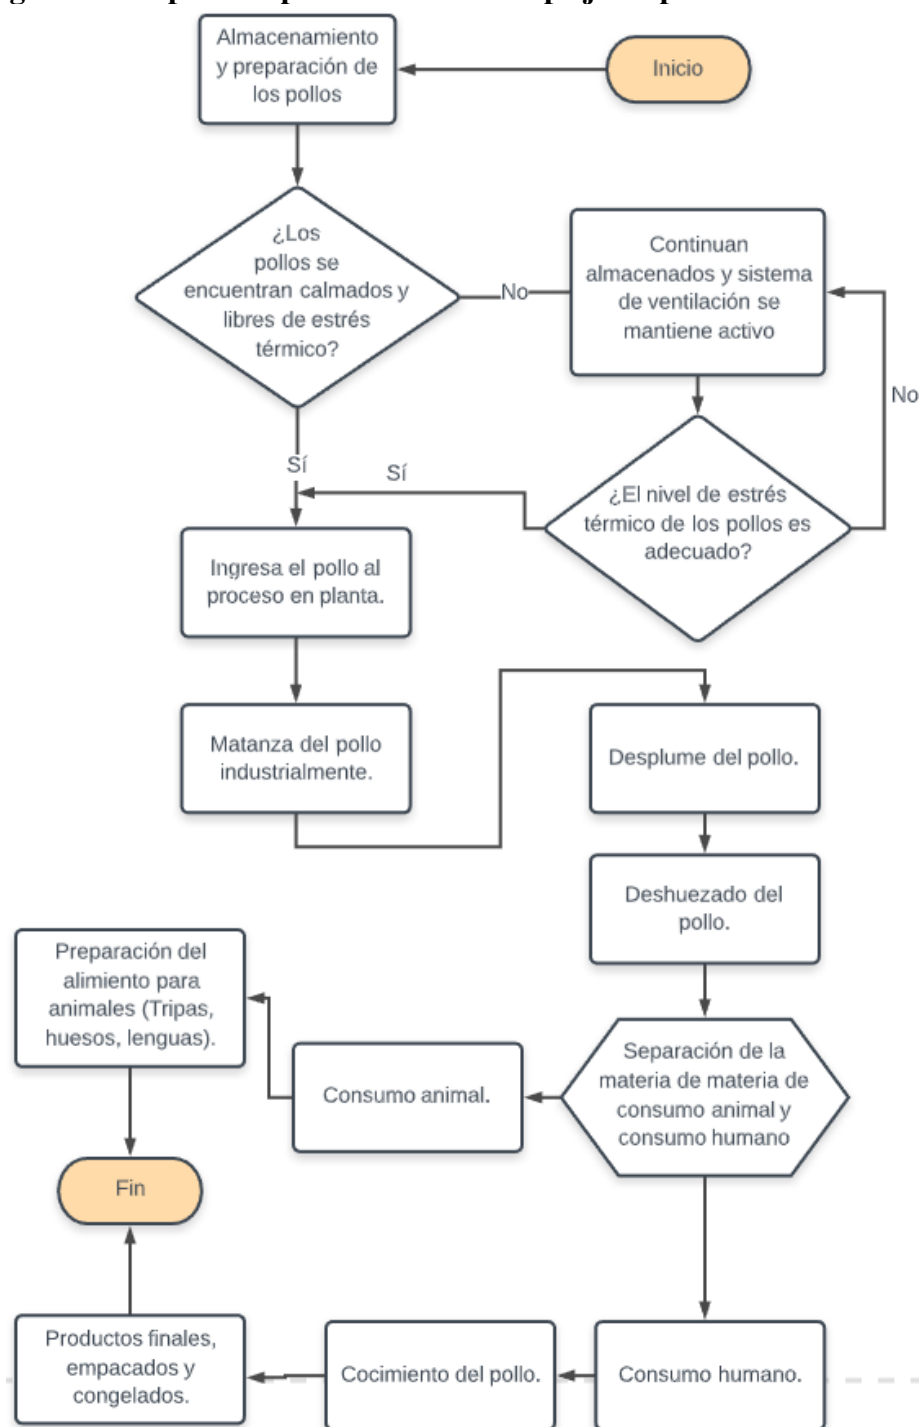 Almacenamiento
y preparación de
los pollos
Inicio
¿Los
pollos se
encuentran calmados y
libres de estrés
térmico?
No
Continuan
almacenados y sistema
de ventilación se
mantiene activo
No
Sí
Sí
¿El nivel de estrés
térmico de los pollos es
adecuado?
Ingresa el pollo al
proceso en planta.
Matanza del pollo
industrialmente.
Desplume del pollo.
Deshuezado del
pollo.
Preparación del
alimiento para
animales (Tripas,
huesos, lenguas).
Consumo animal.
Separación de la
materia de materia de
consumo animal y
consumo humano
Fin
Productos finales,
empacados y
congelados.
Cocimiento del pollo.
Consumo humano.